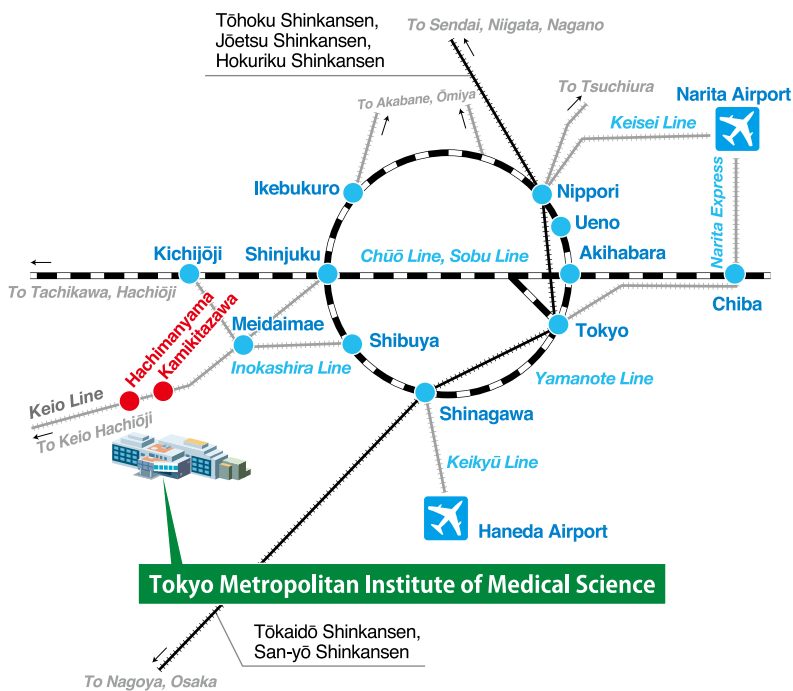 Tōhoku Shinkansen,
Jōetsu Shinkansen,
Hokuriku Shinkansen
To Sendai, Niigata, Nagano
To Akabane, Ōmiya
To Tsuchiura
Narita Airport
Keisei Line
Ikebukuro
Nippori
Ueno
Narita Express
Kichijōji
Shinjuku
Chūō Line, Sobu Line
Akihabara
To Tachikawa, Hachiōji
Chiba
Hachimanyama
Kamikitazawa
Meidaimae
Shibuya
Tokyo
Inokashira Line
Yamanote Line
Keio Line
To Keio Hachiōji
Shinagawa
Keikyū Line
Haneda Airport
Tokyo Metropolitan Institute of Medical Science
Tōkaidō Shinkansen,
San-yō Shinkansen
To Nagoya, Osaka